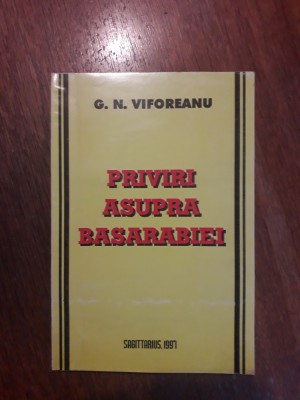 G. N. VIFOREANU
PRIVIRI
ASUPRA
BASARABIEI
SAGITTARIUS, 1997